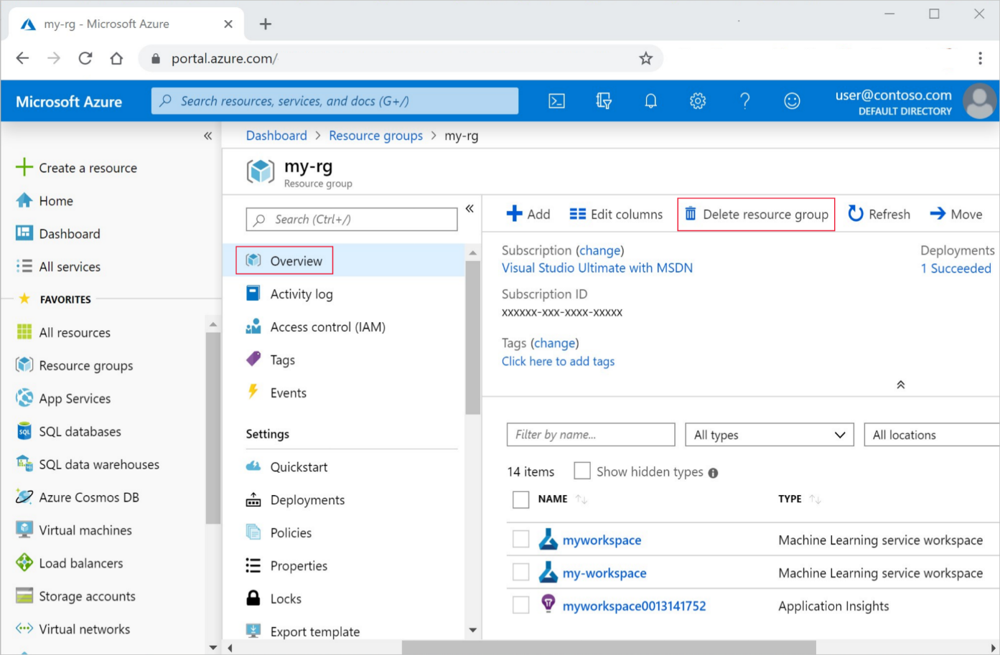 my-rg - Microsoft Azure
portal.azure.com/
Microsoft Azure
Search resources, services, and docs (G+/)
user@contoso.com
DEFAULT DIRECTORY
Dashboard > Resource groups > my-rg
my-rg
Resource group
Create a resource
Home
Dashboard
All services
FAVORITES
All resources
Resource groups
App Services
SQL databases
SQL data warehouses
Azure Cosmos DB
Virtual machines
Load balancers
Storage accounts
Virtual networks
Search (Ctrl+/)
Overview
Activity log
Access control (IAM)
Tags
Events
Settings
Quickstart
Deployments
Policies
Properties
Locks
Export template
Add Edit columns Delete resource group Refresh Move
Subscription (change)
Visual Studio Ultimate with MSDN
Subscription ID
xxxxxx-xxx-xxxx-xxxxx
Tags (change)
Click here to add tags
Deployments
1 Succeeded
Filter by name... All types All locations
14 items Show hidden types
NAME TYPE
myworkspace Machine Learning service workspace
my-workspace Machine Learning service workspace
myworkspace0013141752 Application Insights